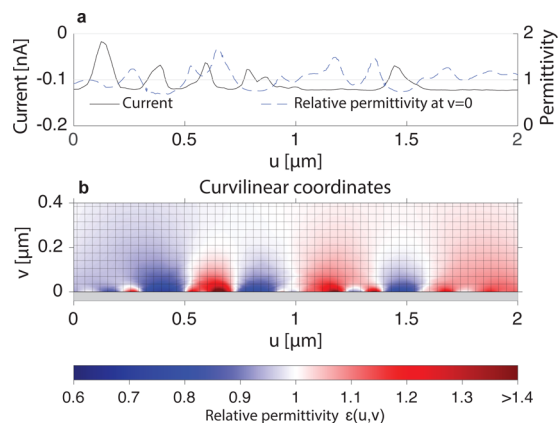 a
0
-0.1
-0.2
Current [nA]
2
1
0
Permittivity
Current
Relative permittivity at v=0
0 0.5 1 1.5 2
u [μm]
b Curvilinear coordinates
0.4
0.2
0
v [μm]
0 0.5 1 1.5 2
u [μm]
0.6 0.7 0.8 0.9 1 1.1 1.2 1.3 >1.4
Relative permittivity ε(u,v)